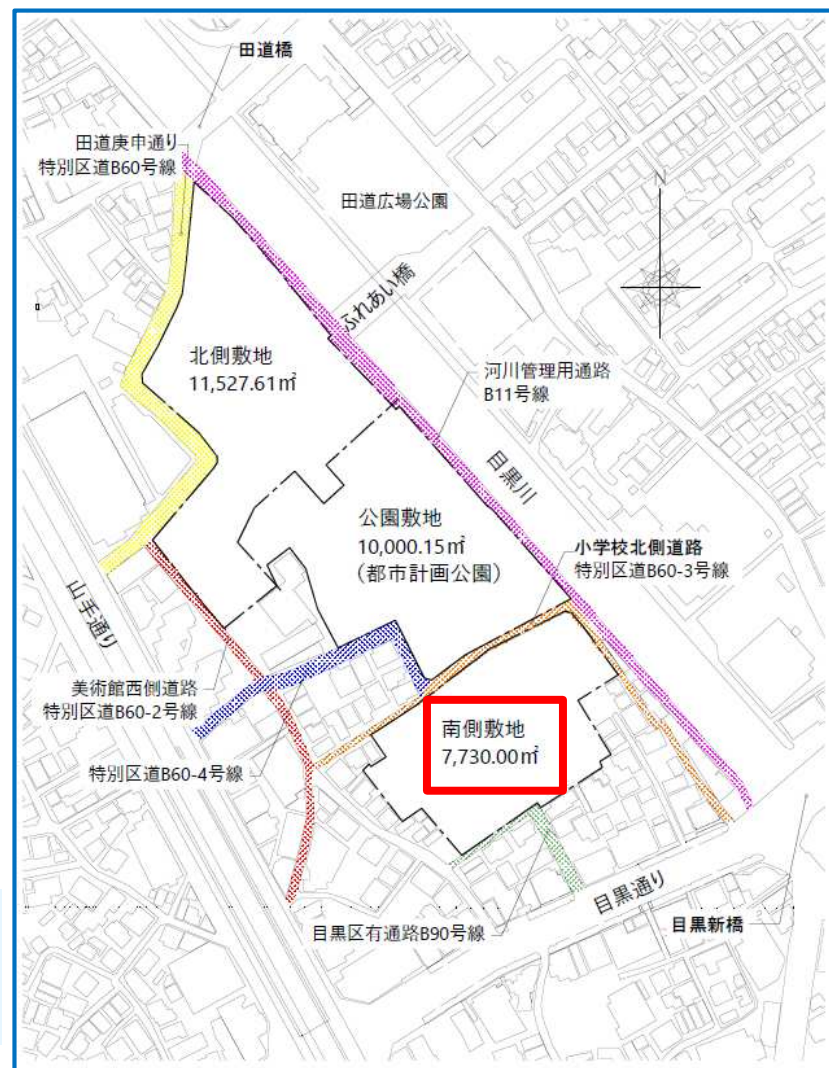 田道橋
田道庚申通り
特別区道B60号線
田道広場公園
N
ふれあい橋
北側敷地
11,527.61㎡
河川管理用通路
B11号線
目黒川
公園敷地
10,000.15㎡
(都市計画公園)
小学校北側道路
特別区道B60-3号線
山手通り
美術館西側道路
特別区道B60-2号線
南側敷地
7,730.00㎡
特別区道B60-4号線
目黒通り
目黒区有通路B90号線
目黒新橋